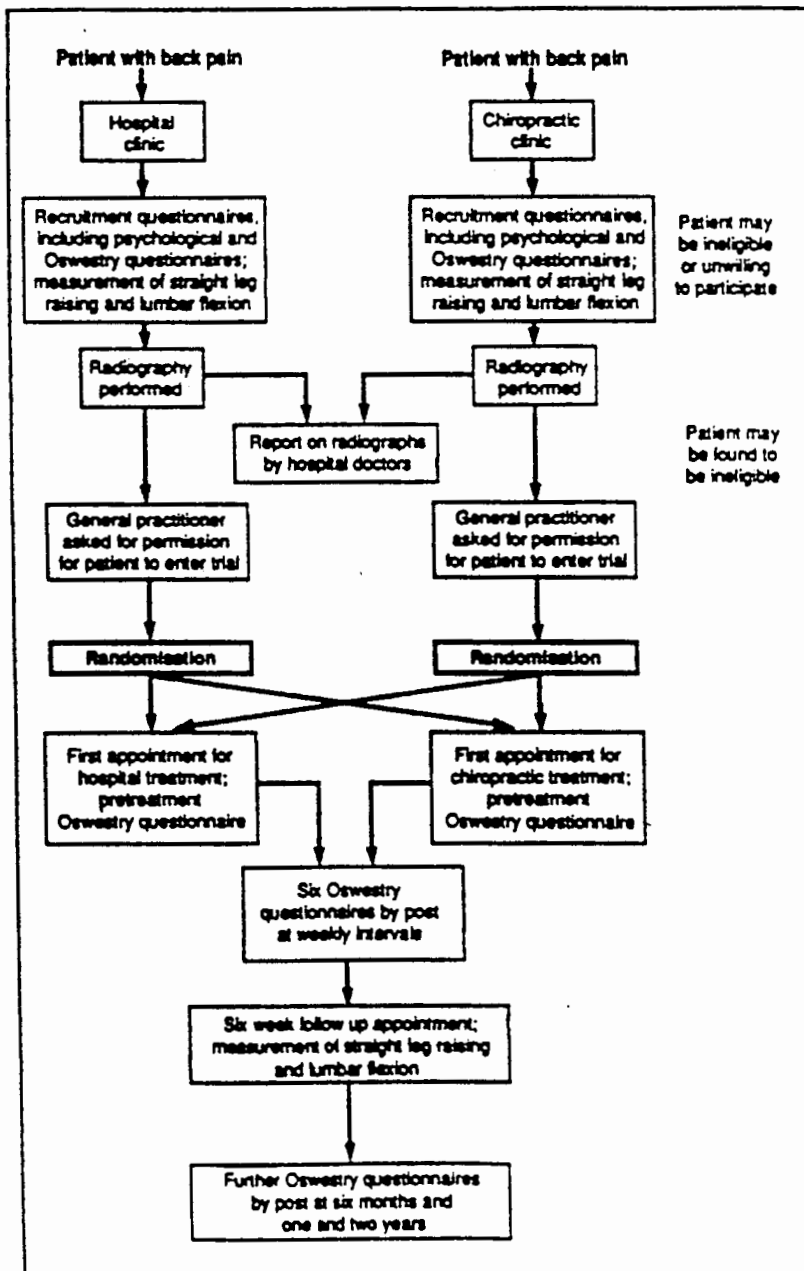 Patient with back pain
Patient with back pain
Hospital
clinic
Chiropractic
clinic
Recruitment questionnaires,
including psychological and
Oswestry questionnaires;
measurement of straight leg
raising and lumbar flexion
Recruitment questionnaires,
including psychological and
Oswestry questionnaires;
measurement of straight leg
raising and lumbar flexion
Patient may
be ineligible
or unwilling
to participate
Radiography
performed
Radiography
performed
Report on radiographs
by hospital doctors
Patient may
be found to
be ineligible
General practitioner
asked for permission
for patient to enter trial
General practitioner
asked for permission
for patient to enter trial
Randomisation
Randomisation
First appointment for
hospital treatment;
pretreatment
Oswestry questionnaire
First appointment for
chiropractic treatment;
pretreatment
Oswestry questionnaire
Six Oswestry
questionnaires by post
at weekly intervals
Six week follow up appointment;
measurement of straight leg raising
and lumbar flexion
Further Oswestry questionnaires
by post at six months and
one and two years